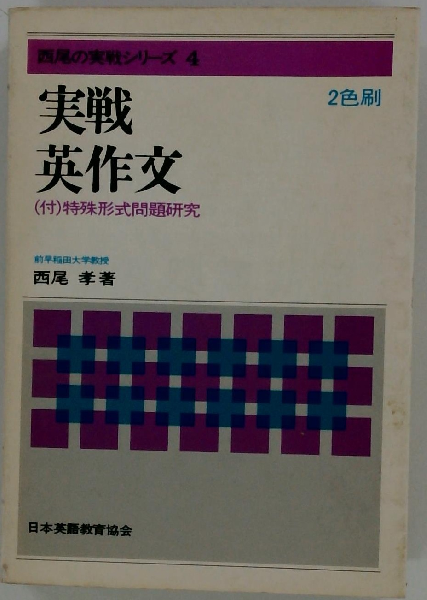 西尾の実戦シリーズ 4
2色刷
実戦
英作文
(付)特殊形式問題研究
前早稲田大学教授
西尾 孝著
日本英語教育協会